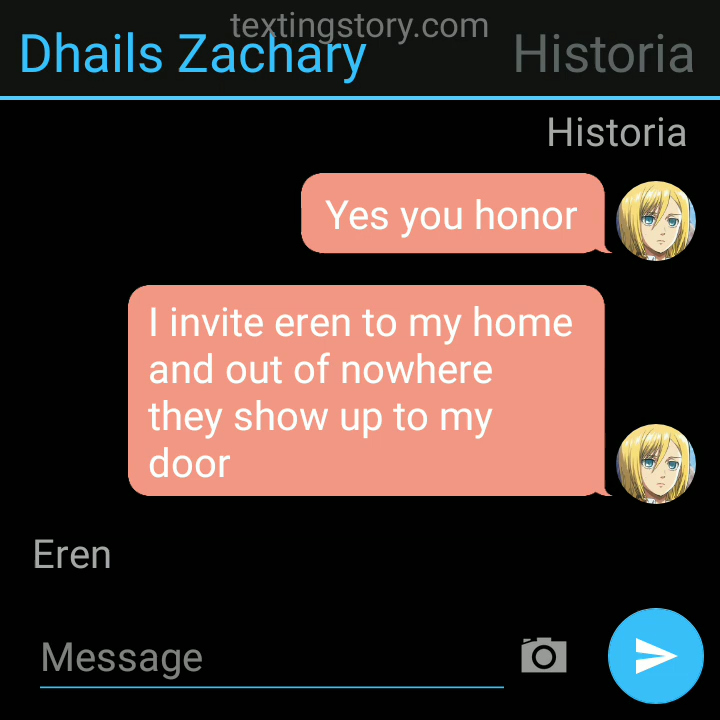 textingstory.com
Dhails Zachary
Historia
Historia
Yes you honor
I invite eren to my home
and out of nowhere
they show up to my
door
Eren
Message